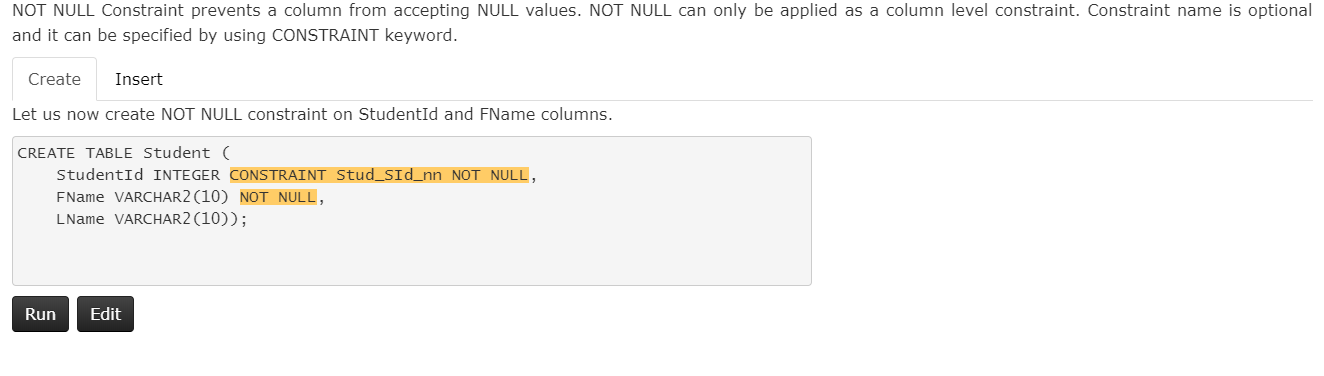 NOT NULL Constraint prevents a column from accepting NULL values. NOT NULL can only be applied as a column level constraint. Constraint name is optional
and it can be specified by using CONSTRAINT keyword.
Create Insert
Let us now create NOT NULL constraint on StudentId and FName columns.
CREATE TABLE Student (
    StudentId INTEGER CONSTRAINT Stud_SId_nn NOT NULL,
    FName VARCHAR2(10) NOT NULL,
    LName VARCHAR2(10));
Run Edit